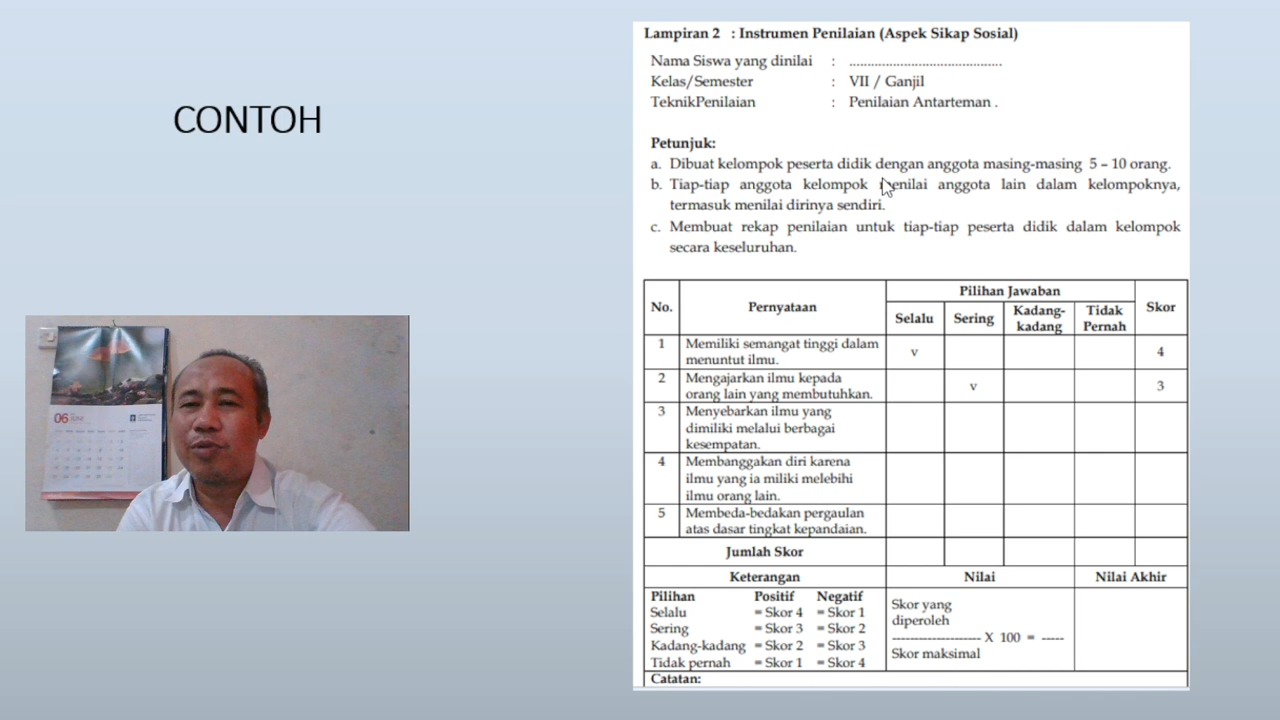 CONTOH
Lampiran 2 : Instrumen Penilaian (Aspek Sikap Sosial)
Nama Siswa yang dinilai : ..........................................
Kelas/Semester : VII / Ganjil
TeknikPenilaian : Penilaian Antarteman .
Petunjuk:
a. Dibuat kelompok peserta didik dengan anggota masing-masing 5 – 10 orang.
b. Tiap-tiap anggota kelompok menilai anggota lain dalam kelompoknya,
termasuk menilai dirinya sendiri.
c. Membuat rekap penilaian untuk tiap-tiap peserta didik dalam kelompok
secara keseluruhan.
No. Pernyataan Pilihan Jawaban Skor
Selalu Sering Kadang-kadang Tidak Pernah
1 Memiliki semangat tinggi dalam
menuntut ilmu. v 4
2 Mengajarkan ilmu kepada
orang lain yang membutuhkan. v 3
3 Menyebarkan ilmu yang
dimiliki melalui berbagai
kesempatan.
4 Membanggakan diri karena
ilmu yang ia miliki melebihi
ilmu orang lain.
5 Membeda-bedakan pergaulan
atas dasar tingkat kepandaian.
Jumlah Skor
Keterangan Nilai Nilai Akhir
Pilihan Positif Negatif
Selalu = Skor 4 = Skor 1
Sering = Skor 3 = Skor 2
Kadang-kadang = Skor 2 = Skor 3
Tidak pernah = Skor 1 = Skor 4
Skor yang
diperoleh
--------------------- X 100 = -----
Skor maksimal
Catatan:
06